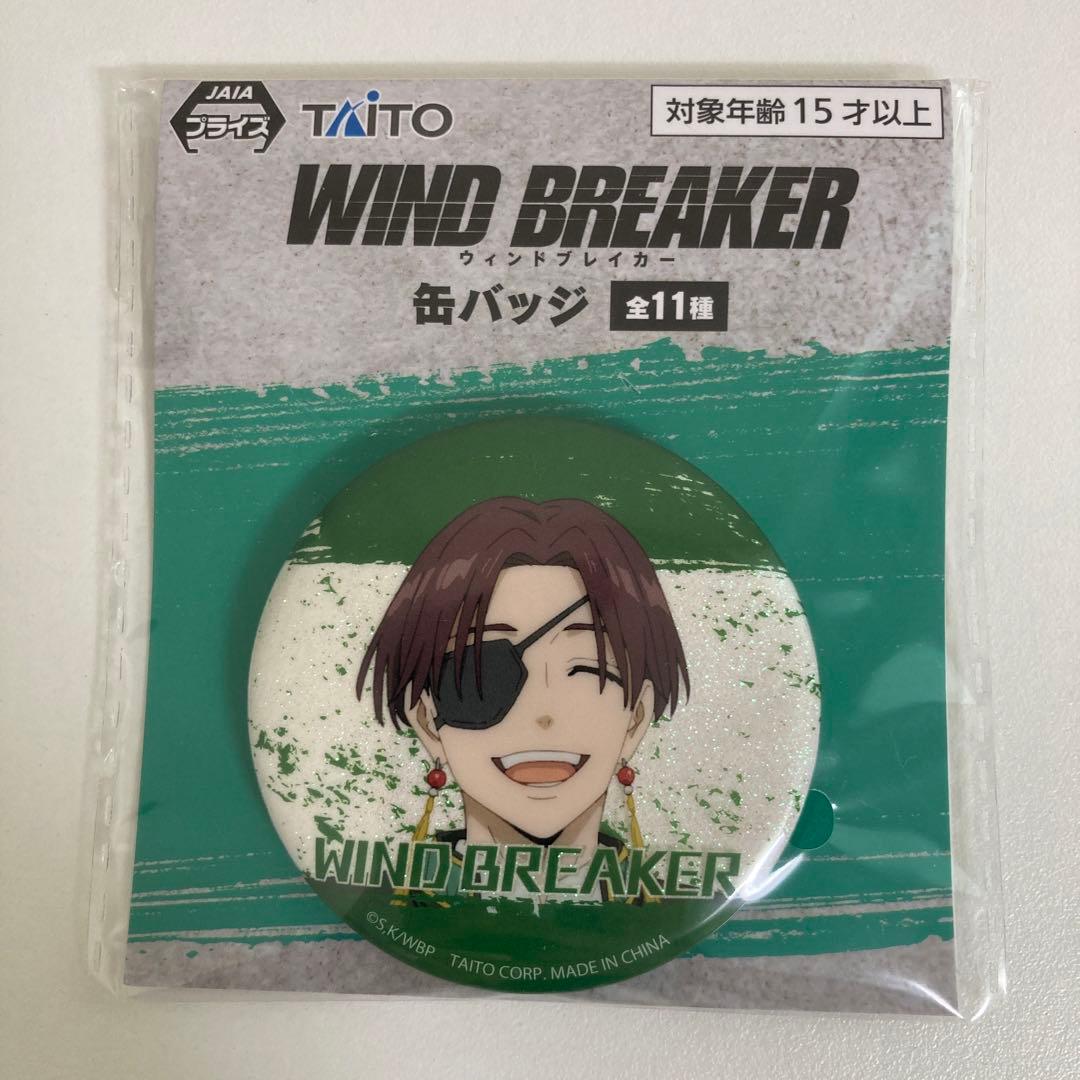 JAIA
プライズ
TAITO
対象年齢 15 才以上
WIND BREAKER
ウィンドブレイカー
缶バッジ 全11種
WIND BREAKER
©S.K/WBP TAITO CORP. MADE IN CHINA